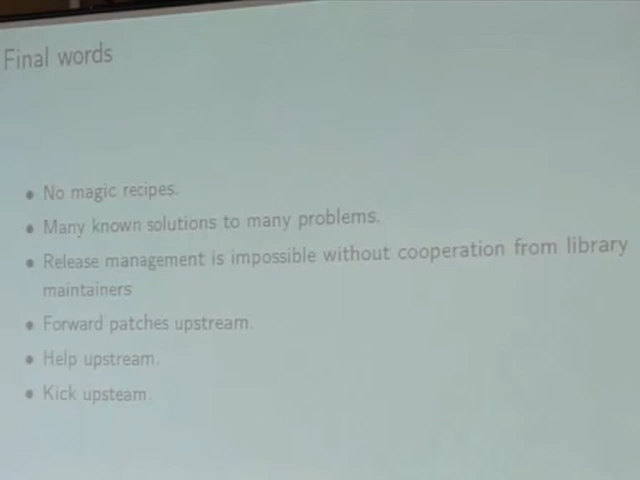 Final words
No magic recipes.
Many known solutions to many problems.
Release management is impossible without cooperation from library
maintainers
Forward patches upstream.
Help upstream.
Kick upsteam.